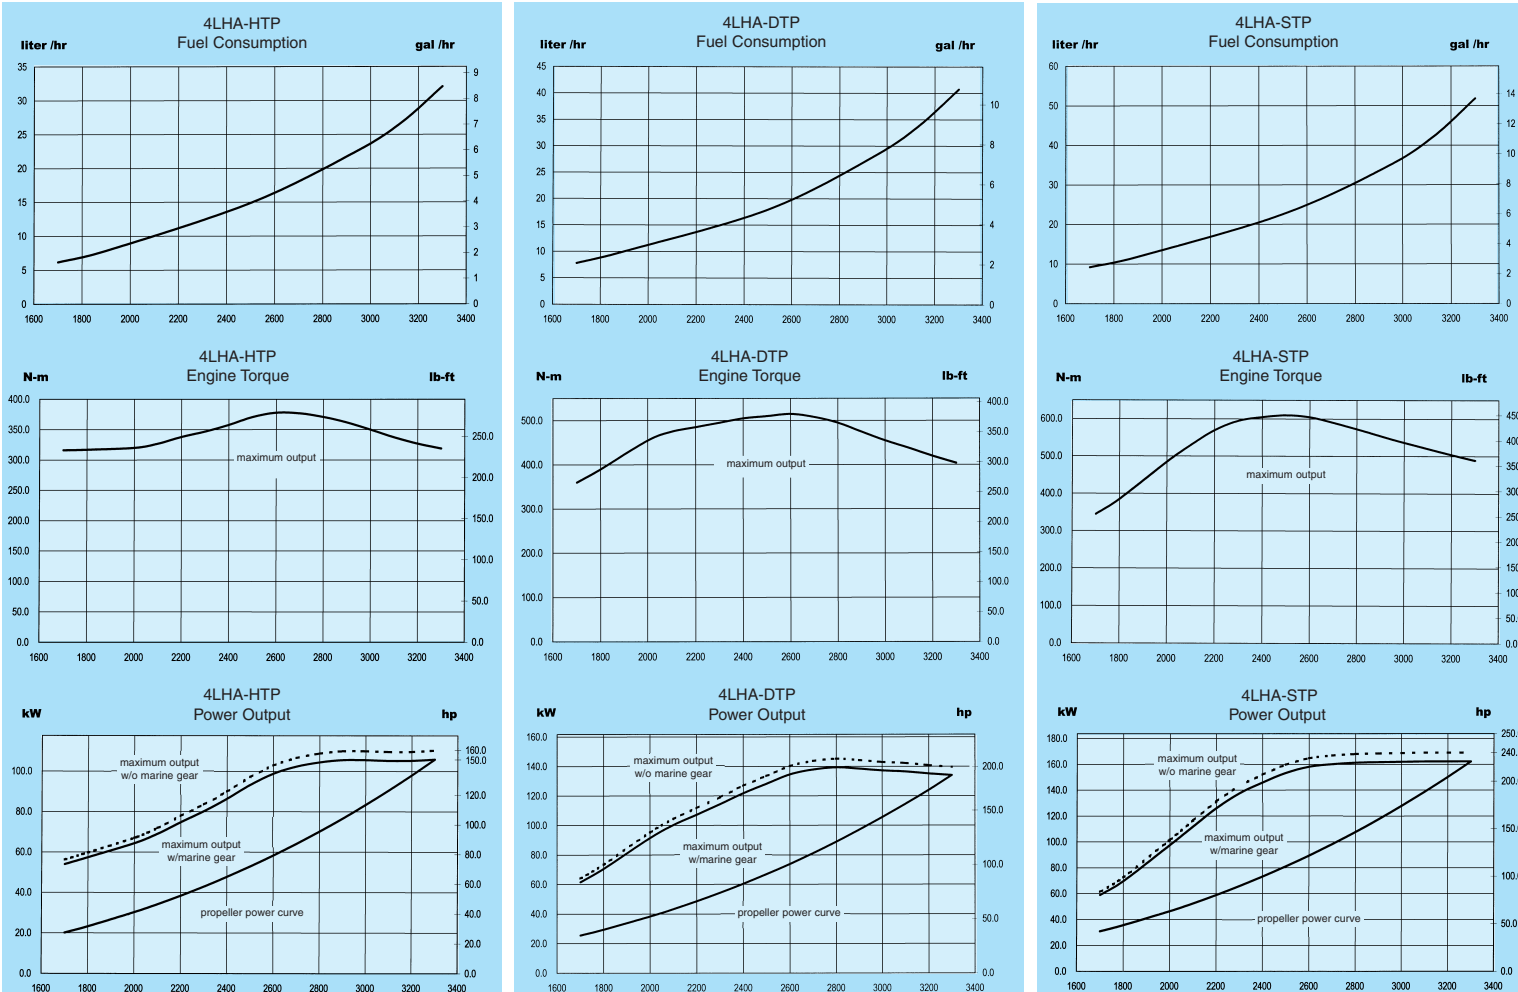 4LHA-HTP
Fuel Consumption
liter /hr
gal /hr
35
30
25
20
15
10
5
0
9
8
7
6
5
4
3
2
1
0
1600 1800 2000 2200 2400 2600 2800 3000 3200 3400
4LHA-DTP
Fuel Consumption
liter /hr
gal /hr
45
40
35
30
25
20
15
10
5
0
10
8
6
4
2
0
1600 1800 2000 2200 2400 2600 2800 3000 3200 3400
4LHA-STP
Fuel Consumption
liter /hr
gal /hr
60
50
40
30
20
10
0
14
12
10
8
6
4
2
0
1600 1800 2000 2200 2400 2600 2800 3000 3200 3400
4LHA-HTP
Engine Torque
N-m
lb-ft
400.0
350.0
300.0
250.0
200.0
150.0
100.0
50.0
0.0
250.0
200.0
150.0
100.0
50.0
0.0
maximum output
1600 1800 2000 2200 2400 2600 2800 3000 3200 3400
4LHA-DTP
Engine Torque
N-m
lb-ft
500.0
400.0
300.0
200.0
100.0
0.0
400.0
350.0
300.0
250.0
200.0
150.0
100.0
50.0
0.0
maximum output
1600 1800 2000 2200 2400 2600 2800 3000 3200 3400
4LHA-STP
Engine Torque
N-m
lb-ft
600.0
500.0
400.0
300.0
200.0
100.0
0.0
maximum output
1600 1800 2000 2200 2400 2600 2800 3000 3200 3400
4LHA-HTP
Power Output
kW
hp
100.0
80.0
60.0
40.0
20.0
0.0
160.0
150.0
120.0
100.0
80.0
60.0
40.0
20.0
0.0
maximum output
w/o marine gear
maximum output
w/marine gear
propeller power curve
1600 1800 2000 2200 2400 2600 2800 3000 3200 3400
4LHA-DTP
Power Output
kW
hp
160.0
140.0
120.0
100.0
80.0
60.0
40.0
20.0
0.0
200.0
150.0
100.0
50.0
0.0
maximum output
w/o marine gear
maximum output
w/marine gear
propeller power curve
1600 1800 2000 2200 2400 2600 2800 3000 3200 3400
4LHA-STP
Power Output
kW
hp
180.0
160.0
140.0
120.0
100.0
80.0
60.0
40.0
20.0
0.0
maximum output
w/o marine gear
maximum output
w/marine gear
propeller power curve
1600 1800 2000 2200 2400 2600 2800 3000 3200 3400